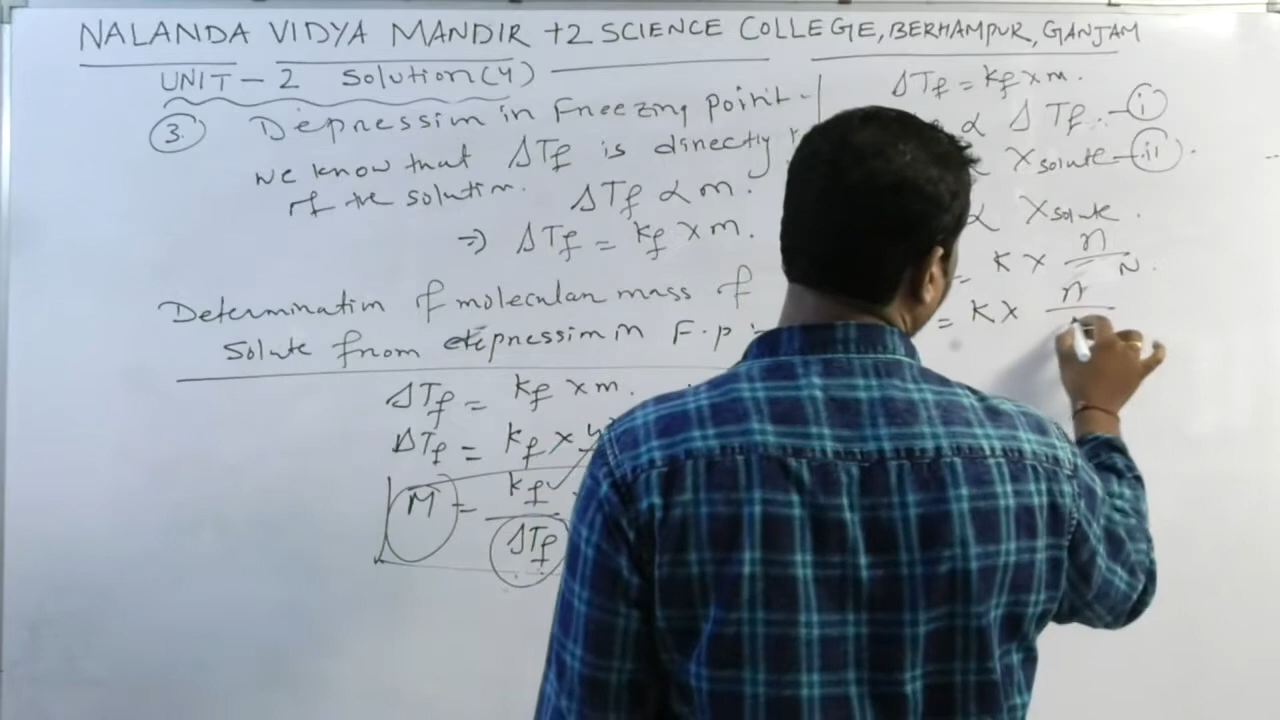 NALANDA VIDYA MANDIR +2 SCIENCE COLLEGE, BERHAMPUR, GANJAM
UNIT - 2 Solution (4)
3. Depression in Freezing point.
we know that ΔTf is directly
of the solution. ΔTf ∝ m.
⇒ ΔTf = Kf × m.
Determination of molecular mass of
Solute from depression in F.p
ΔTf = Kf × m.
ΔTf = Kf ×
M = Kf
ΔTf
ΔTf = Kf × m.
∝ ΔTf. - (i)
Xsolute - (ii).
∝ Xsolute.
= K × n/N.
= K × n